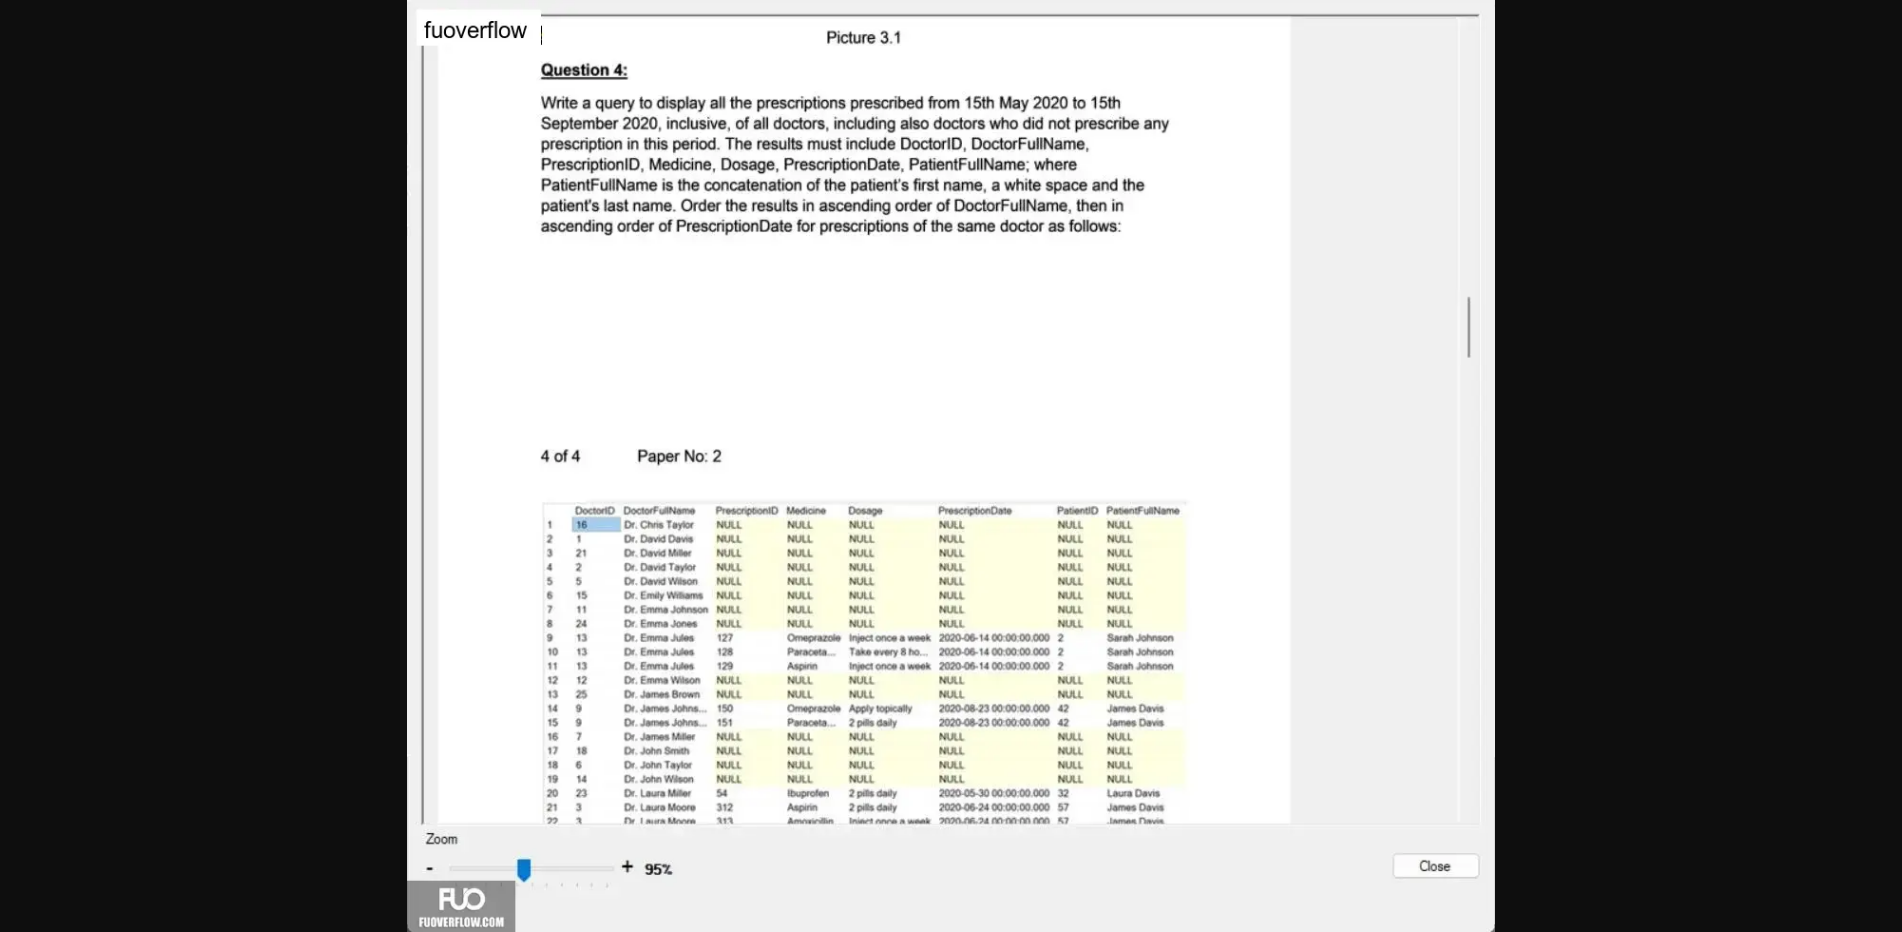 fuoverflow
Picture 3.1
Question 4:
Write a query to display all the prescriptions prescribed from 15th May 2020 to 15th
September 2020, inclusive, of all doctors, including also doctors who did not prescribe any
prescription in this period. The results must include DoctorID, DoctorFullName,
PrescriptionID, Medicine, Dosage, PrescriptionDate, PatientFullName; where
PatientFullName is the concatenation of the patient's first name, a white space and the
patient's last name. Order the results in ascending order of DoctorFullName, then in
ascending order of PrescriptionDate for prescriptions of the same doctor as follows:
4 of 4 Paper No: 2
DoctorID DoctorFullName PrescriptionID Medicine Dosage PrescriptionDate PatientID PatientFullName
1 16 Dr. Chris Taylor NULL NULL NULL NULL NULL NULL
2 1 Dr. David Davis NULL NULL NULL NULL NULL NULL
3 21 Dr. David Miller NULL NULL NULL NULL NULL NULL
4 2 Dr. David Taylor NULL NULL NULL NULL NULL NULL
5 5 Dr. David Wilson NULL NULL NULL NULL NULL NULL
6 15 Dr. Emily Williams NULL NULL NULL NULL NULL NULL
7 11 Dr. Emma Johnson NULL NULL NULL NULL NULL NULL
8 24 Dr. Emma Jones NULL NULL NULL NULL NULL NULL
9 13 Dr. Emma Jules 127 Omeprazole Inject once a week 2020-06-14 00:00:00.000 2 Sarah Johnson
10 13 Dr. Emma Jules 128 Paraceta... Take every 8 ho... 2020-06-14 00:00:00.000 2 Sarah Johnson
11 13 Dr. Emma Jules 129 Aspirin Inject once a week 2020-06-14 00:00:00.000 2 Sarah Johnson
12 12 Dr. Emma Wilson NULL NULL NULL NULL NULL NULL
13 25 Dr. James Brown NULL NULL NULL NULL NULL NULL
14 9 Dr. James Johns... 150 Omeprazole Apply topically 2020-08-23 00:00:00.000 42 James Davis
15 9 Dr. James Johns... 151 Paraceta... 2 pills daily 2020-08-23 00:00:00.000 42 James Davis
16 7 Dr. James Miller NULL NULL NULL NULL NULL NULL
17 18 Dr. John Smith NULL NULL NULL NULL NULL NULL
18 6 Dr. John Taylor NULL NULL NULL NULL NULL NULL
19 14 Dr. John Wilson NULL NULL NULL NULL NULL NULL
20 23 Dr. Laura Miller 54 Ibuprofen 2 pills daily 2020-05-30 00:00:00.000 32 Laura Davis
21 3 Dr. Laura Moore 312 Aspirin 2 pills daily 2020-06-24 00:00:00.000 57 James Davis
22 3 Dr. Laura Moore 313 Amoxicillin Inject once a week 2020-06-24 00:00:00.000 57 James Davis
Zoom
- + 95%
Close
FUO
FUOVERFLOW.COM